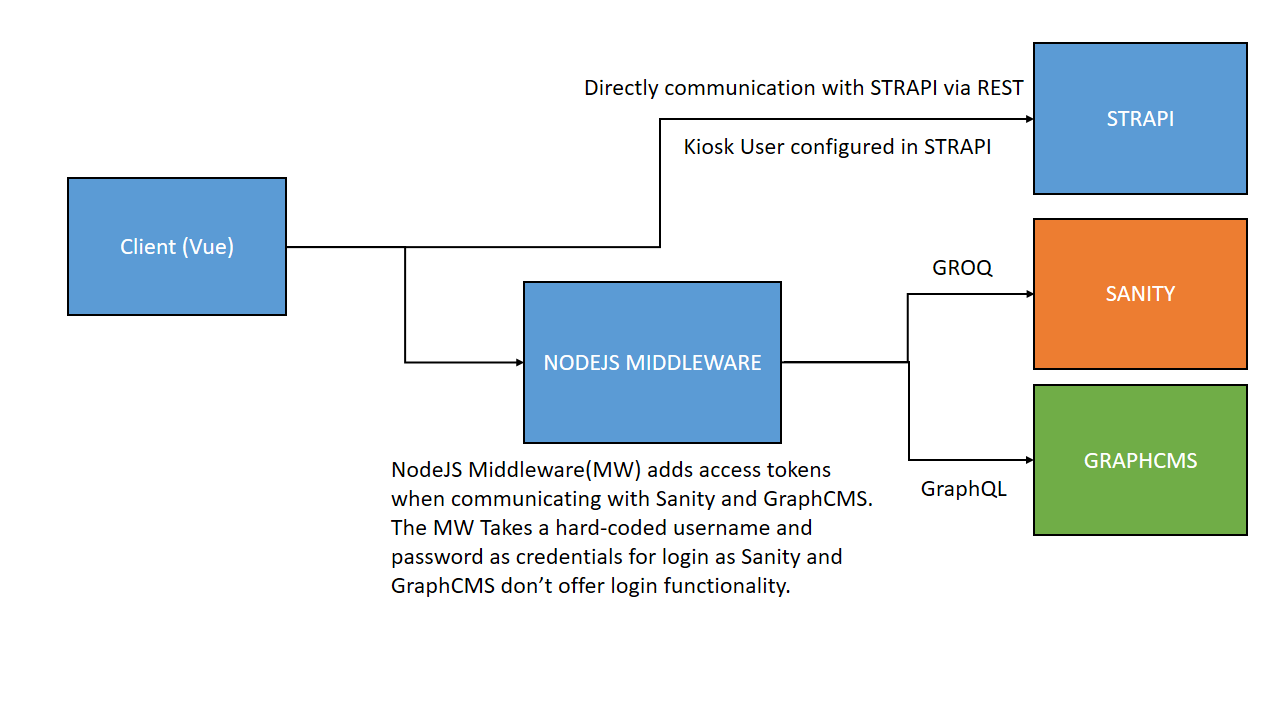 Directly communication with STRAPI via REST
STRAPI
Kiosk User configured in STRAPI
Client (Vue)
GROQ
SANITY
NODEJS MIDDLEWARE
GRAPHCMS
GraphQL
NodeJS Middleware(MW) adds access tokens
when communicating with Sanity and GraphCMS.
The MW Takes a hard-coded username and
password as credentials for login as Sanity and
GraphCMS don’t offer login functionality.